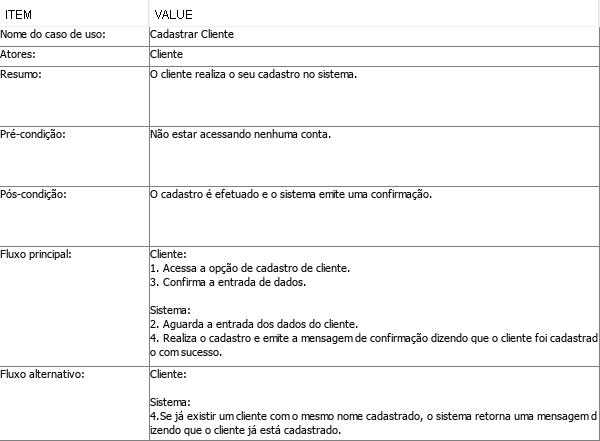 ITEM VALUE
Nome do caso de uso: Cadastrar Cliente
Atores: Cliente
Resumo: O cliente realiza o seu cadastro no sistema.
Pré-condição: Não estar acessando nenhuma conta.
Pós-condição: O cadastro é efetuado e o sistema emite uma confirmação.
Fluxo principal: Cliente:
1. Acessa a opção de cadastro de cliente.
3. Confirma a entrada de dados.
Sistema:
2. Aguarda a entrada dos dados do cliente.
4. Realiza o cadastro e emite a mensagem de confirmação dizendo que o cliente foi cadastrad
o com sucesso.
Fluxo alternativo: Cliente:
Sistema:
4.Se já existir um cliente com o mesmo nome cadastrado, o sistema retorna uma mensagem d
izendo que o cliente já está cadastrado.